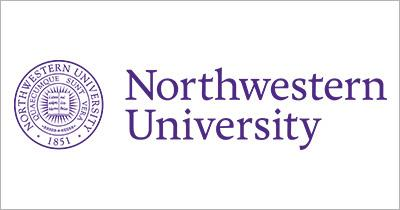 NORTHWESTERN UNIVERSITY
QUAECUMQUE SUNT VERA
1851
Northwestern
University